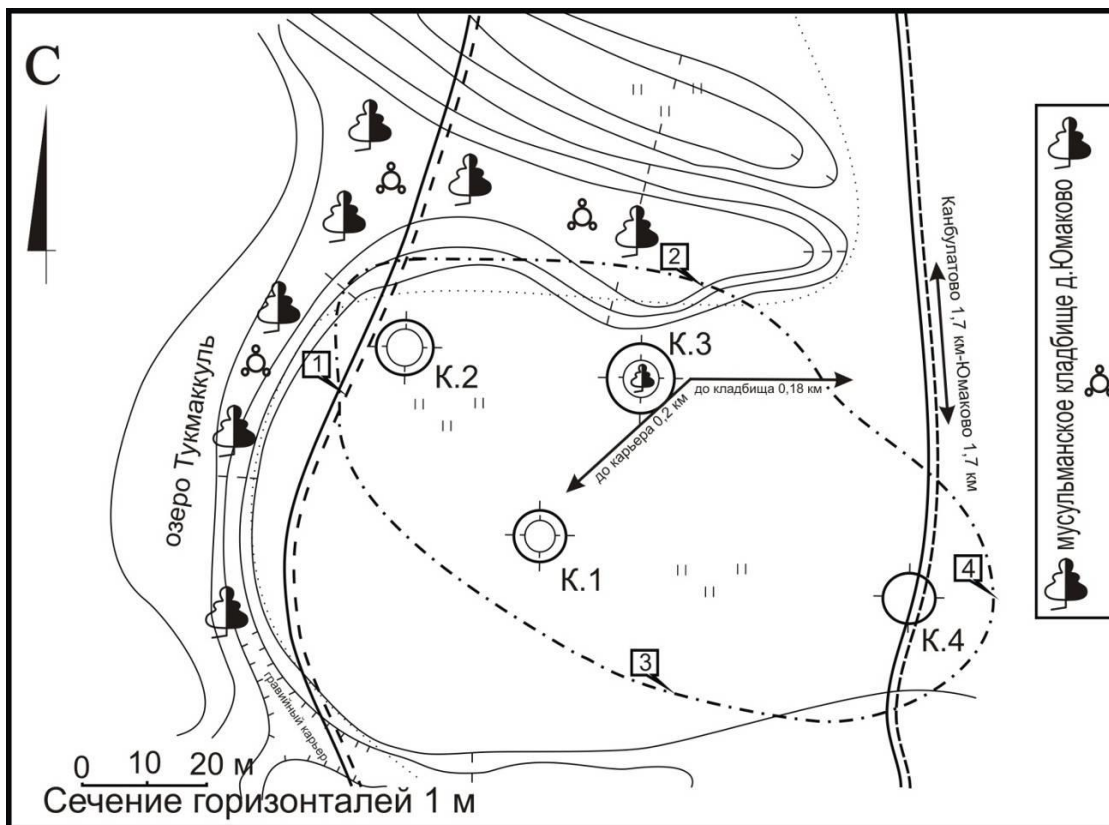 С
2
1
К.2
К.3
до кладбища 0,18 км
до карьера 0,2 км
К.1
4
К.4
3
озеро Тукмаккуль
Канбулатово 1,7 км-Юмаково 1,7 км
мусульманское кладбище д.Юмаково
гравийный карьер
0 10 20 м
Сечение горизонталей 1 м